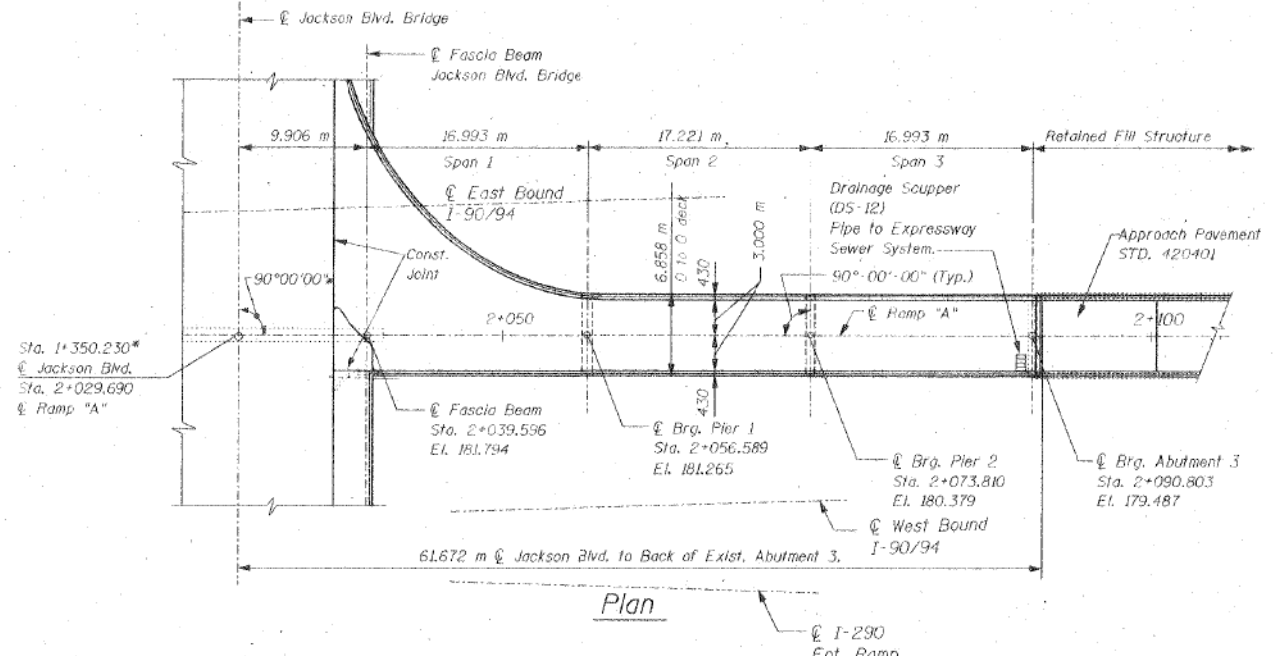 ℄ Jackson Blvd. Bridge
℄ Fascia Beam
Jackson Blvd. Bridge
9.906 m
16.993 m
17.221 m
16.993 m
Retained Fill Structure
Span 1
Span 2
Span 3
℄ East Bound
I-90/94
6.858 m
O to O deck
430
3.000 m
Drainage Scupper
(DS-12)
Pipe to Expressway
Sewer System.
Approach Pavement
STD. 420401
Const.
Joint
90°00'00"
90°-00'-00" (Typ.)
2+050
℄ Ramp "A"
2+100
Sta. 1+350.230*
℄ Jackson Blvd.
Sta. 2+029.690
℄ Ramp "A"
430
℄ Fascia Beam
Sta. 2+039.596
El. 181.794
℄ Brg. Pier 1
Sta. 2+056.589
El. 181.265
℄ Brg. Pier 2
Sta. 2+073.810
El. 180.379
℄ Brg. Abutment 3
Sta. 2+090.803
El. 179.487
℄ West Bound
I-90/94
61.672 m ℄ Jackson Blvd. to Back of Exist. Abutment 3.
Plan
℄ I-290
Ent. Ramp